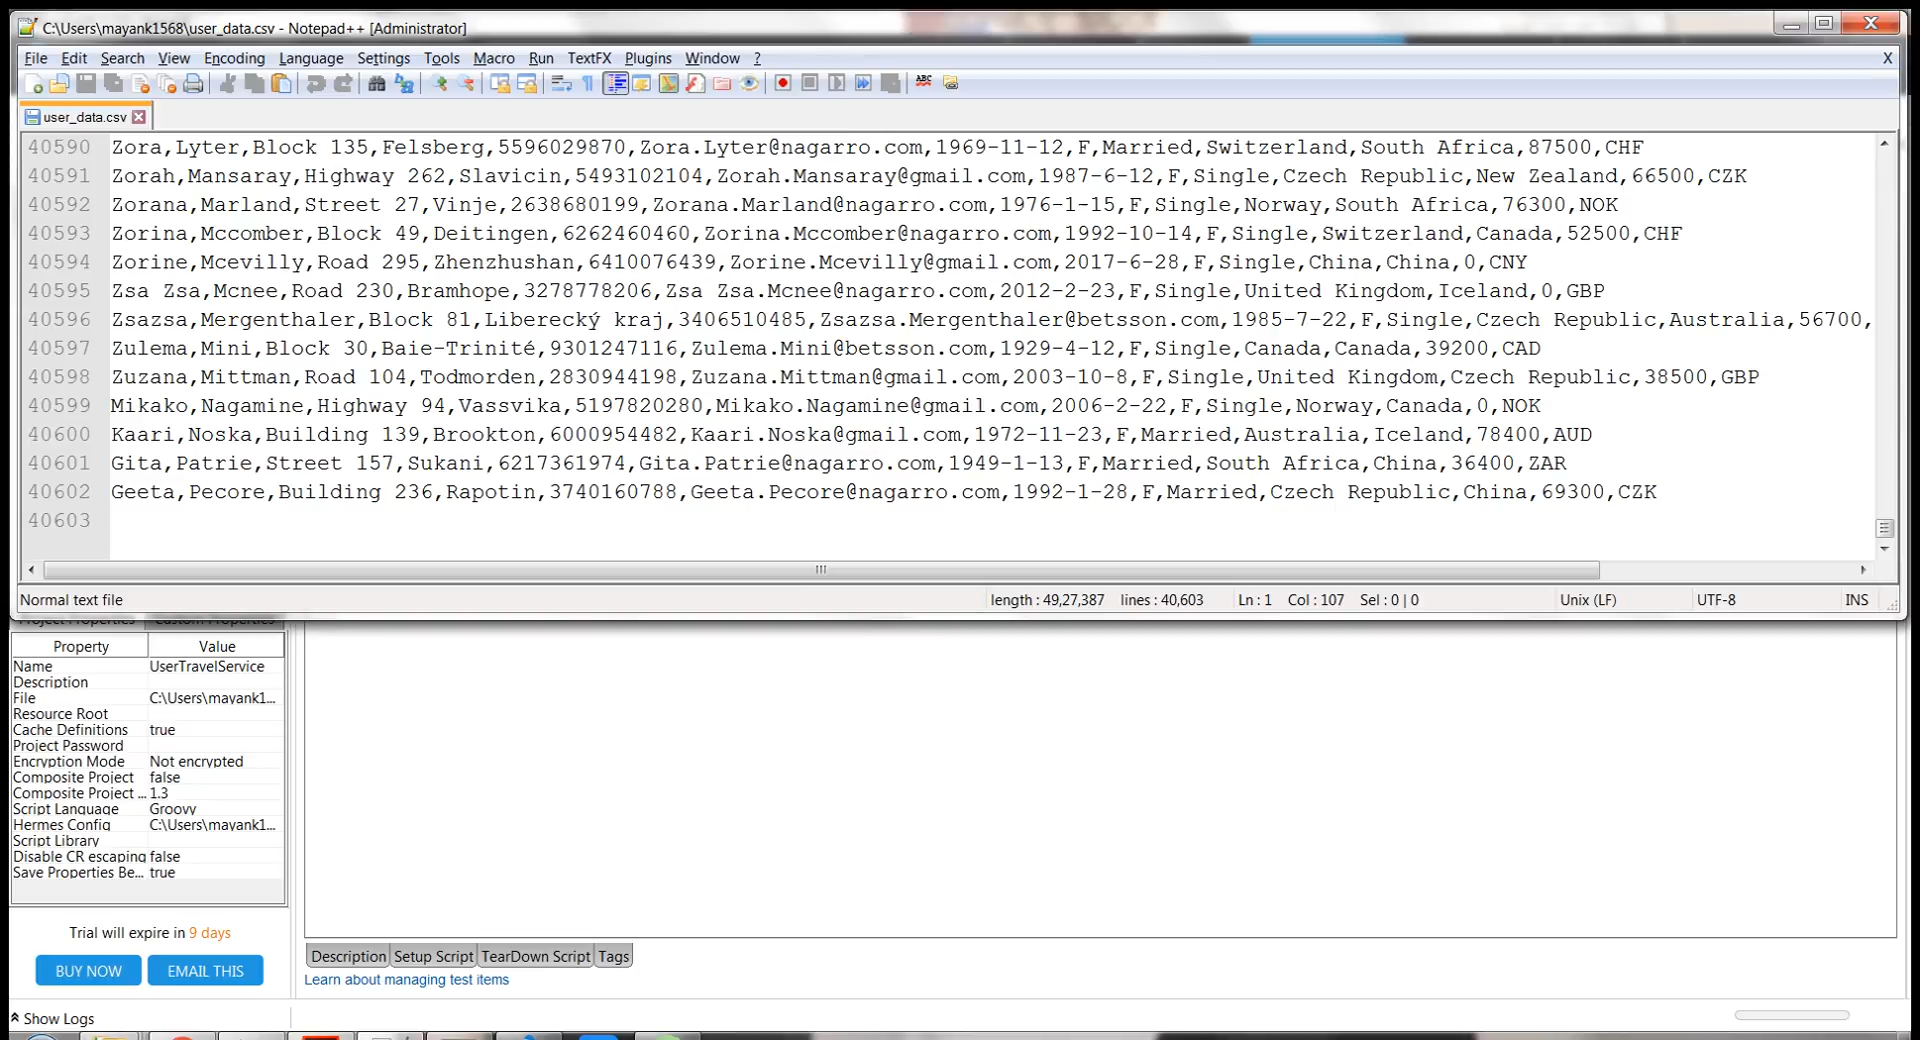 C:\Users\mayank1568\user_data.csv - Notepad++ [Administrator]
File Edit Search View Encoding Language Settings Tools Macro Run TextFX Plugins Window ? X
user_data.csv
40590 Zora,Lyter,Block 135,Felsberg,5596029870,Zora.Lyter@nagarro.com,1969-11-12,F,Married,Switzerland,South Africa,87500,CHF
40591 Zorah,Mansaray,Highway 262,Slavicin,5493102104,Zorah.Mansaray@gmail.com,1987-6-12,F,Single,Czech Republic,New Zealand,66500,CZK
40592 Zorana,Marland,Street 27,Vinje,2638680199,Zorana.Marland@nagarro.com,1976-1-15,F,Single,Norway,South Africa,76300,NOK
40593 Zorina,Mccomber,Block 49,Deitingen,6262460460,Zorina.Mccomber@nagarro.com,1992-10-14,F,Single,Switzerland,Canada,52500,CHF
40594 Zorine,Mcevilly,Road 295,Zhenzhushan,6410076439,Zorine.Mcevilly@gmail.com,2017-6-28,F,Single,China,China,0,CNY
40595 Zsa Zsa,Mcnee,Road 230,Bramhope,3278778206,Zsa Zsa.Mcnee@nagarro.com,2012-2-23,F,Single,United Kingdom,Iceland,0,GBP
40596 Zsazsa,Mergenthaler,Block 81,Liberecký kraj,3406510485,Zsazsa.Mergenthaler@betsson.com,1985-7-22,F,Single,Czech Republic,Australia,56700,
40597 Zulema,Mini,Block 30,Baie-Trinité,9301247116,Zulema.Mini@betsson.com,1929-4-12,F,Single,Canada,Canada,39200,CAD
40598 Zuzana,Mittman,Road 104,Todmorden,2830944198,Zuzana.Mittman@gmail.com,2003-10-8,F,Single,United Kingdom,Czech Republic,38500,GBP
40599 Mikako,Nagamine,Highway 94,Vassvika,5197820280,Mikako.Nagamine@gmail.com,2006-2-22,F,Single,Norway,Canada,0,NOK
40600 Kaari,Noska,Building 139,Brookton,6000954482,Kaari.Noska@gmail.com,1972-11-23,F,Married,Australia,Iceland,78400,AUD
40601 Gita,Patrie,Street 157,Sukani,6217361974,Gita.Patrie@nagarro.com,1949-1-13,F,Married,South Africa,China,36400,ZAR
40602 Geeta,Pecore,Building 236,Rapotin,3740160788,Geeta.Pecore@nagarro.com,1992-1-28,F,Married,Czech Republic,China,69300,CZK
40603
Normal text file length : 49,27,387 lines : 40,603 Ln : 1 Col : 107 Sel : 0 | 0 Unix (LF) UTF-8 INS
Project Properties Custom Properties
Property Value
Name UserTravelService
Description
File C:\Users\mayank1...
Resource Root
Cache Definitions true
Project Password
Encryption Mode Not encrypted
Composite Project false
Composite Project ... 1.3
Script Language Groovy
Hermes Config C:\Users\mayank1...
Script Library
Disable CR escaping false
Save Properties Be... true
Trial will expire in 9 days
BUY NOW EMAIL THIS
Description Setup Script TearDown Script Tags
Learn about managing test items
Show Logs